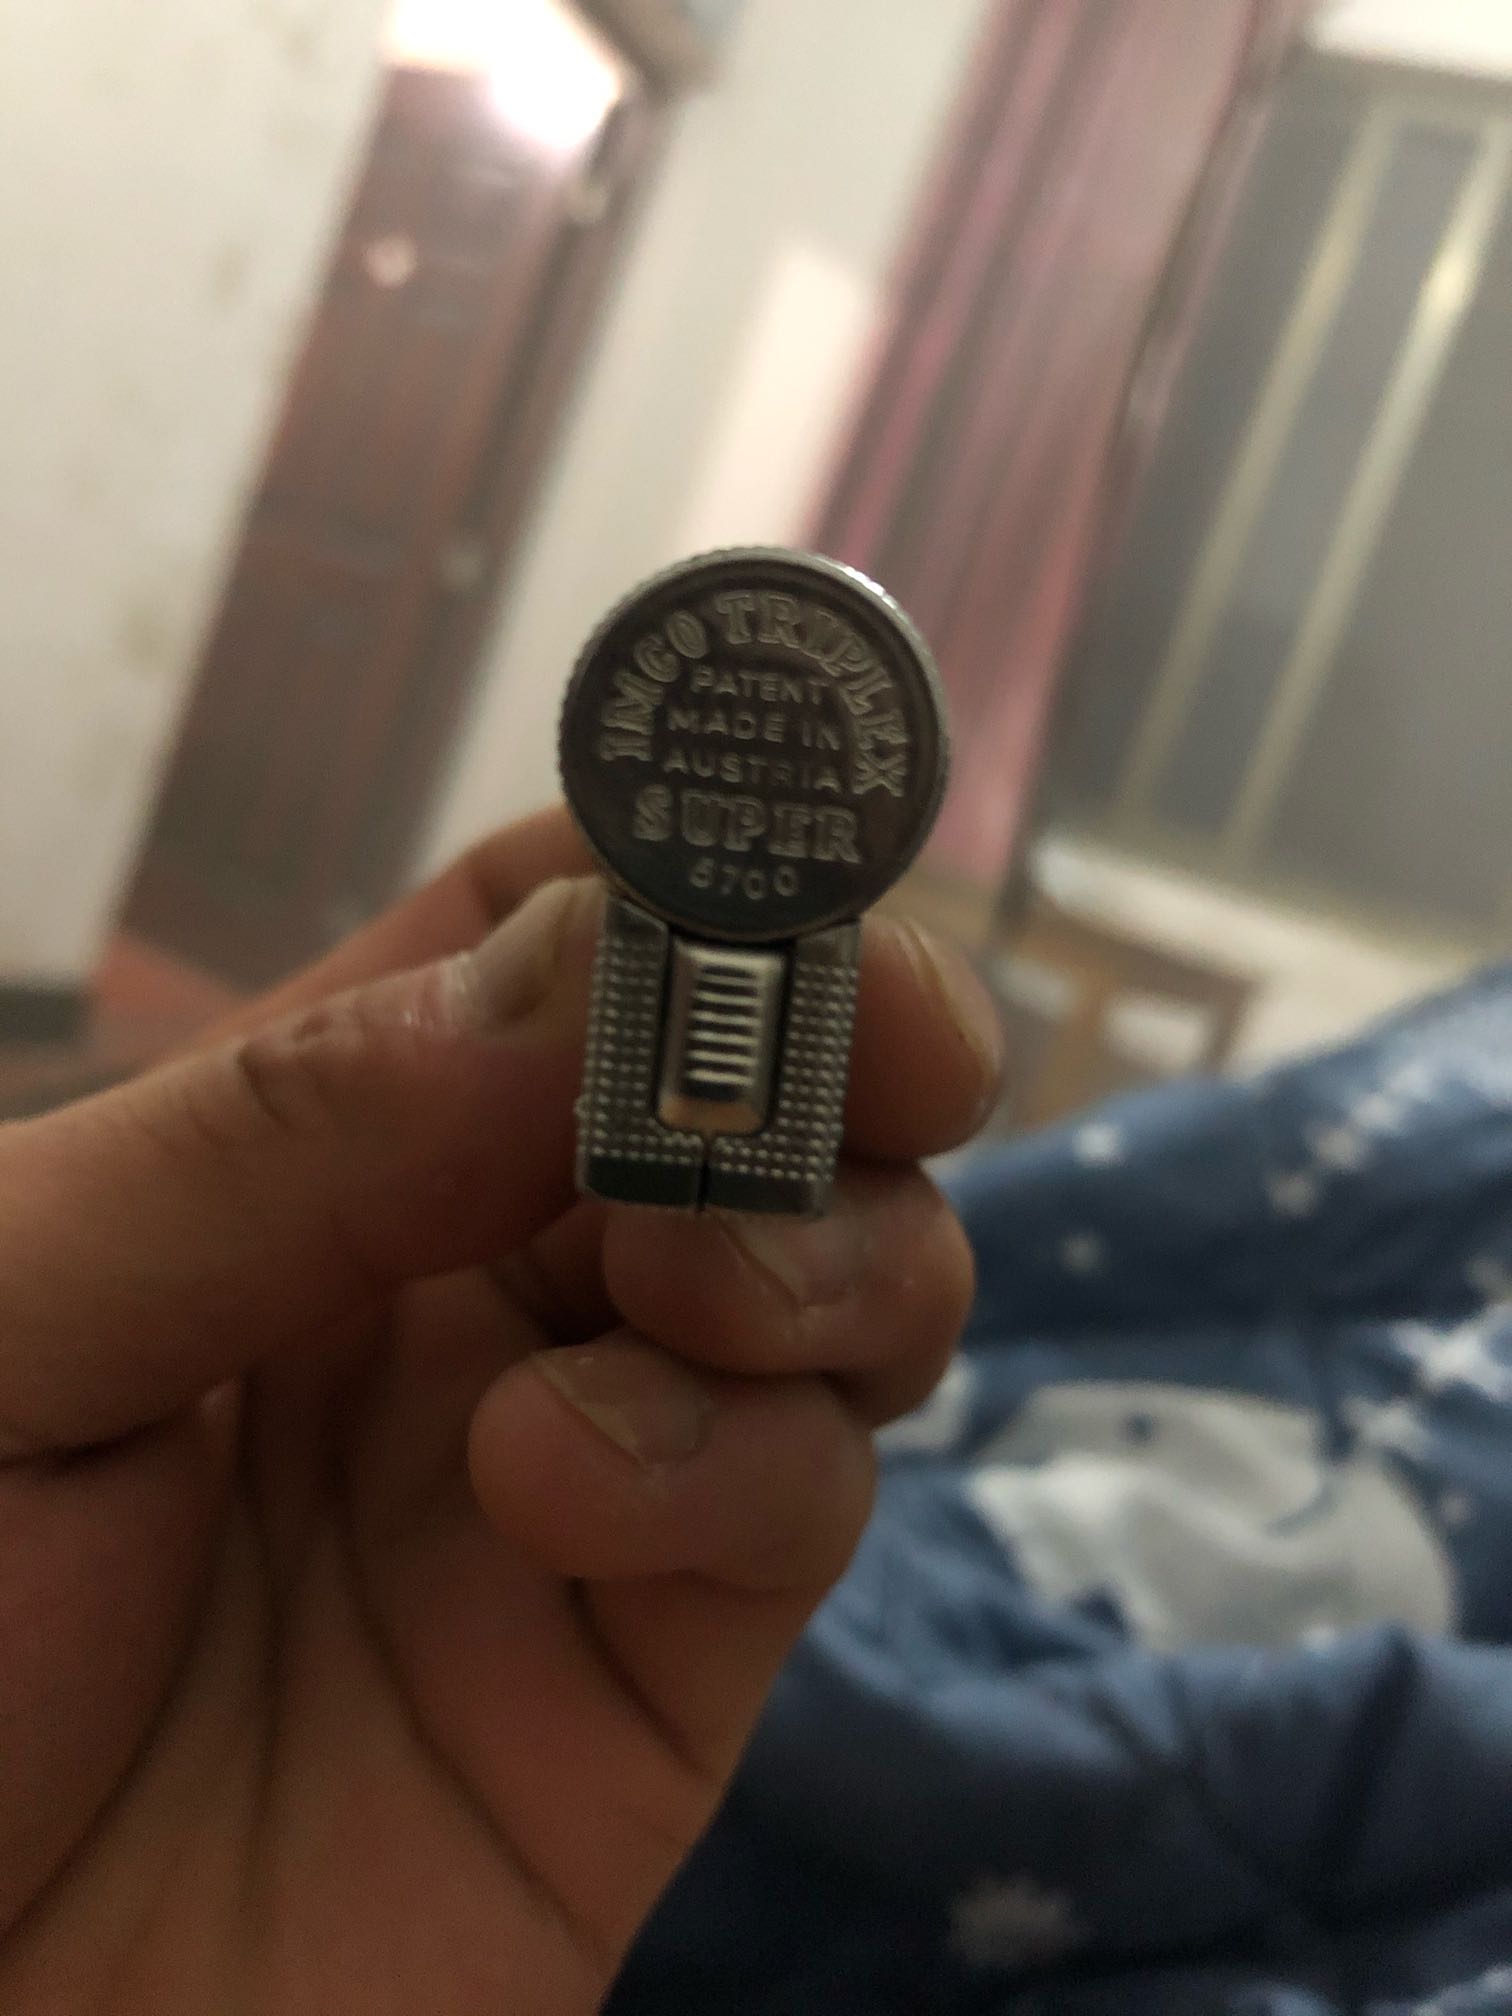 IMCO TRIPLEX
PATENT
MADE IN
AUSTRIA
SUPER
6700